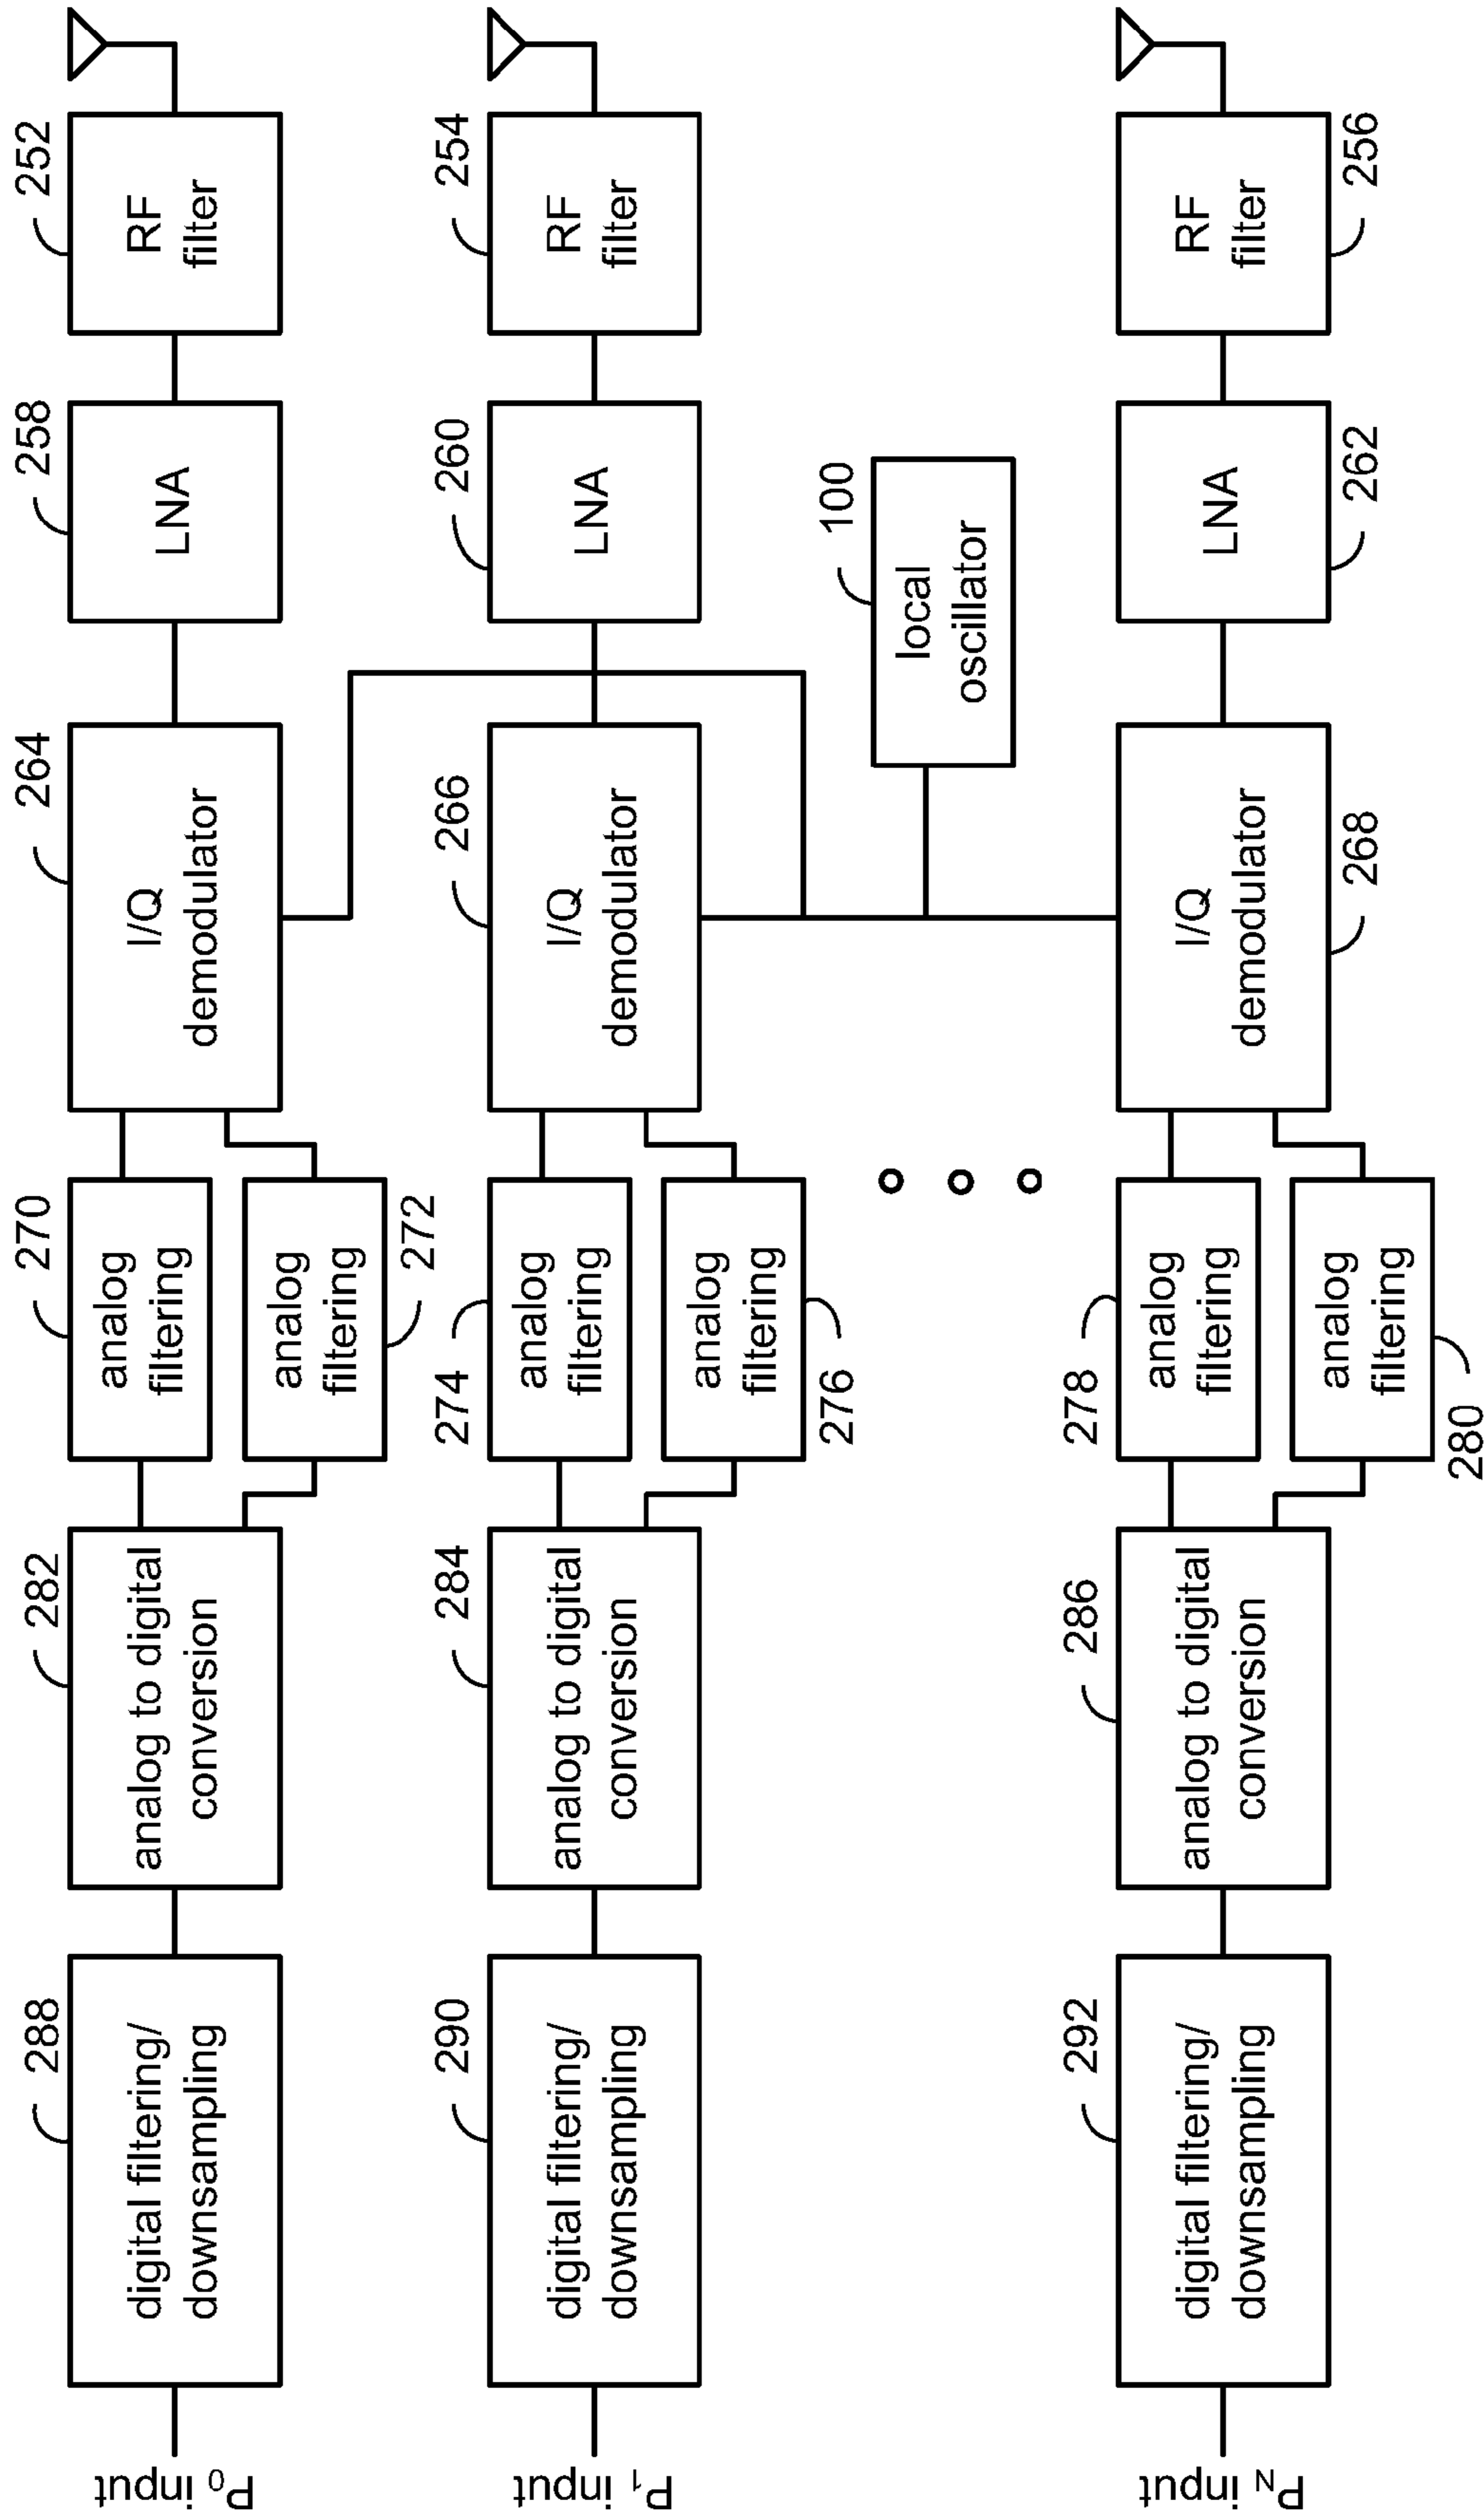 P0 input
288
digital filtering/
downsampling
282
analog to digital
conversion
270
analog
filtering
analog
filtering
272
264
I/Q
demodulator
258
LNA
252
RF
filter
P1 input
290
digital filtering/
downsampling
284
analog to digital
conversion
274
analog
filtering
analog
filtering
276
266
I/Q
demodulator
260
LNA
254
RF
filter
100
local
oscillator
PN input
292
digital filtering/
downsampling
286
analog to digital
conversion
278
analog
filtering
analog
filtering
280
I/Q
demodulator
268
LNA
262
RF
filter
256